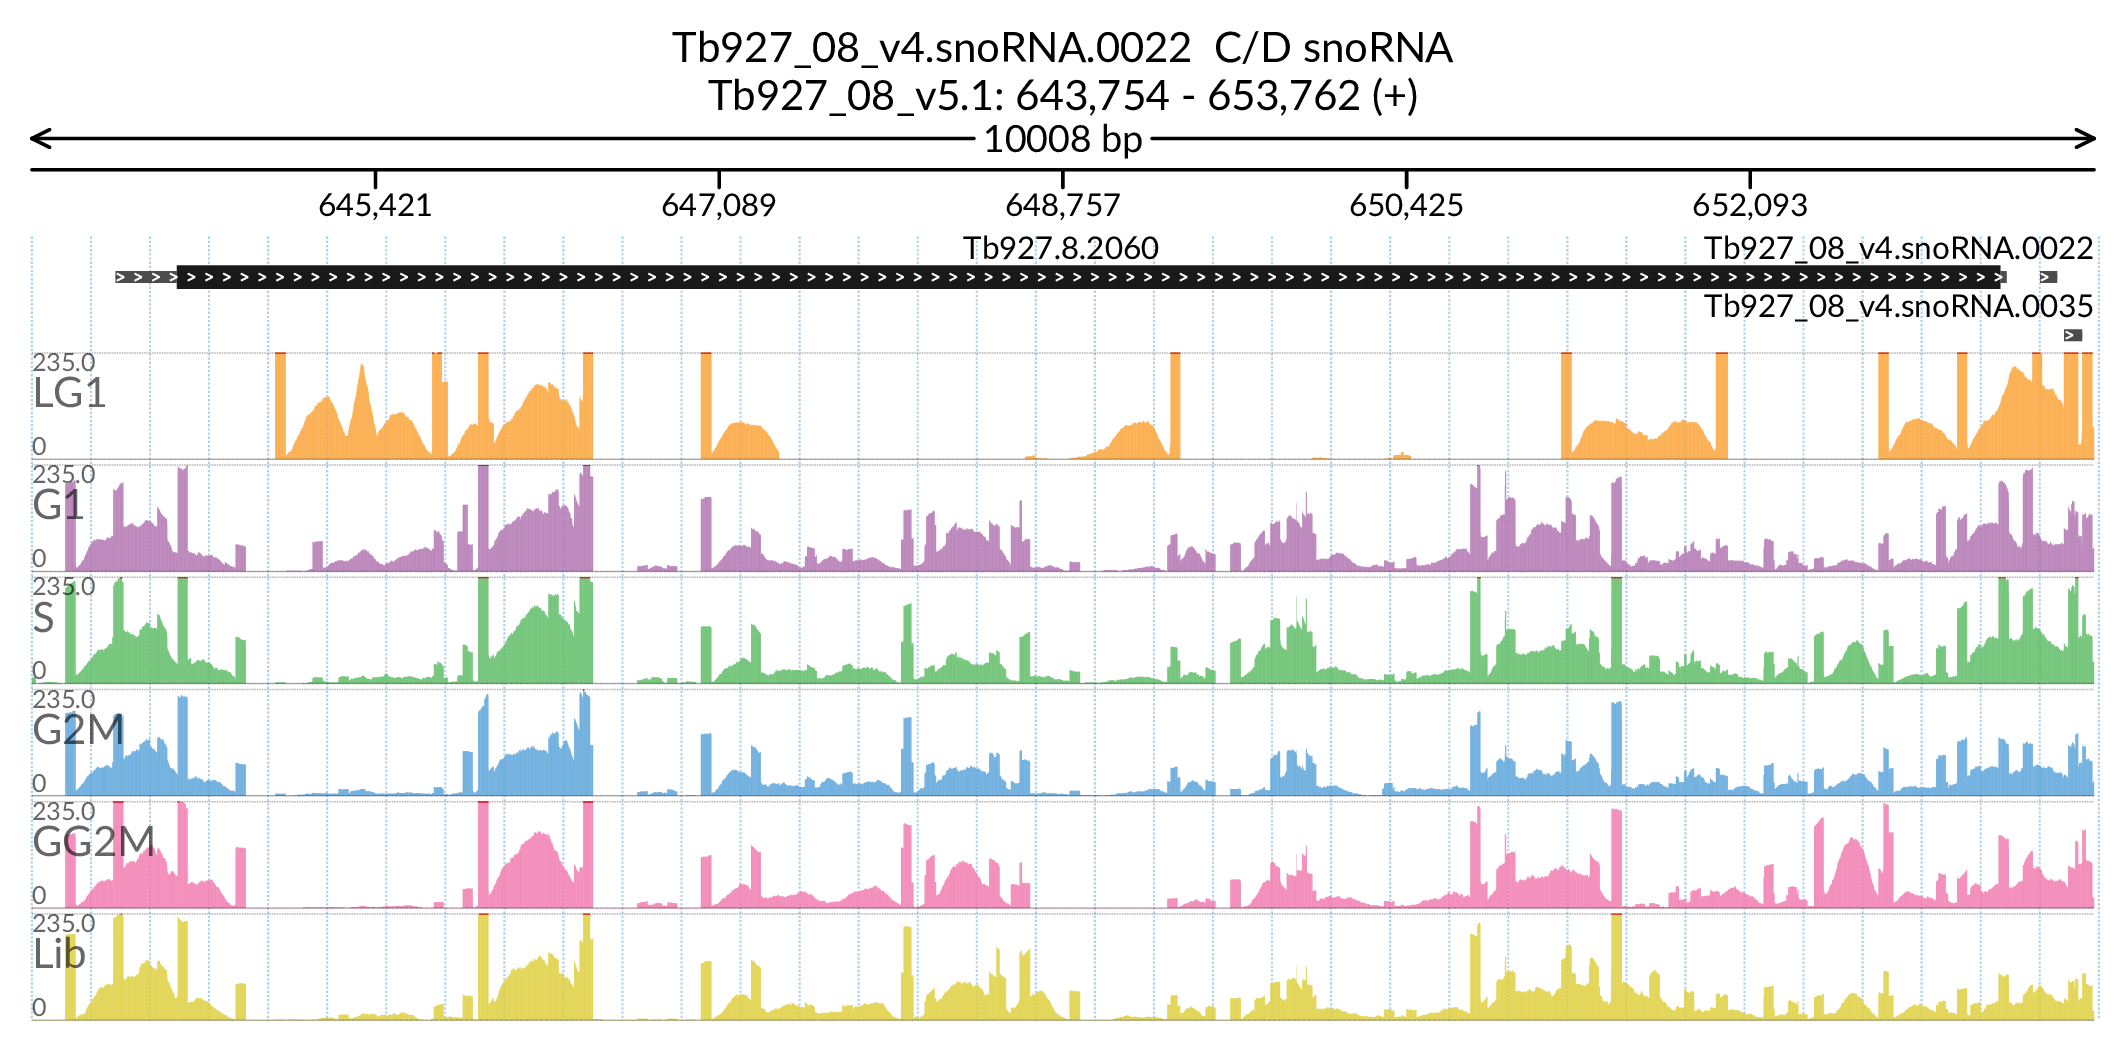 Tb927_08_v4.snoRNA.0022 C/D snoRNA
Tb927_08_v5.1: 643,754 - 653,762 (+)
10008 bp
645,421 647,089 648,757 650,425 652,093
Tb927.8.2060 Tb927_08_v4.snoRNA.0022
Tb927_08_v4.snoRNA.0035
235.0
LG1
0
235.0
G1
0
235.0
S
0
235.0
G2M
0
235.0
GG2M
0
235.0
Lib
0